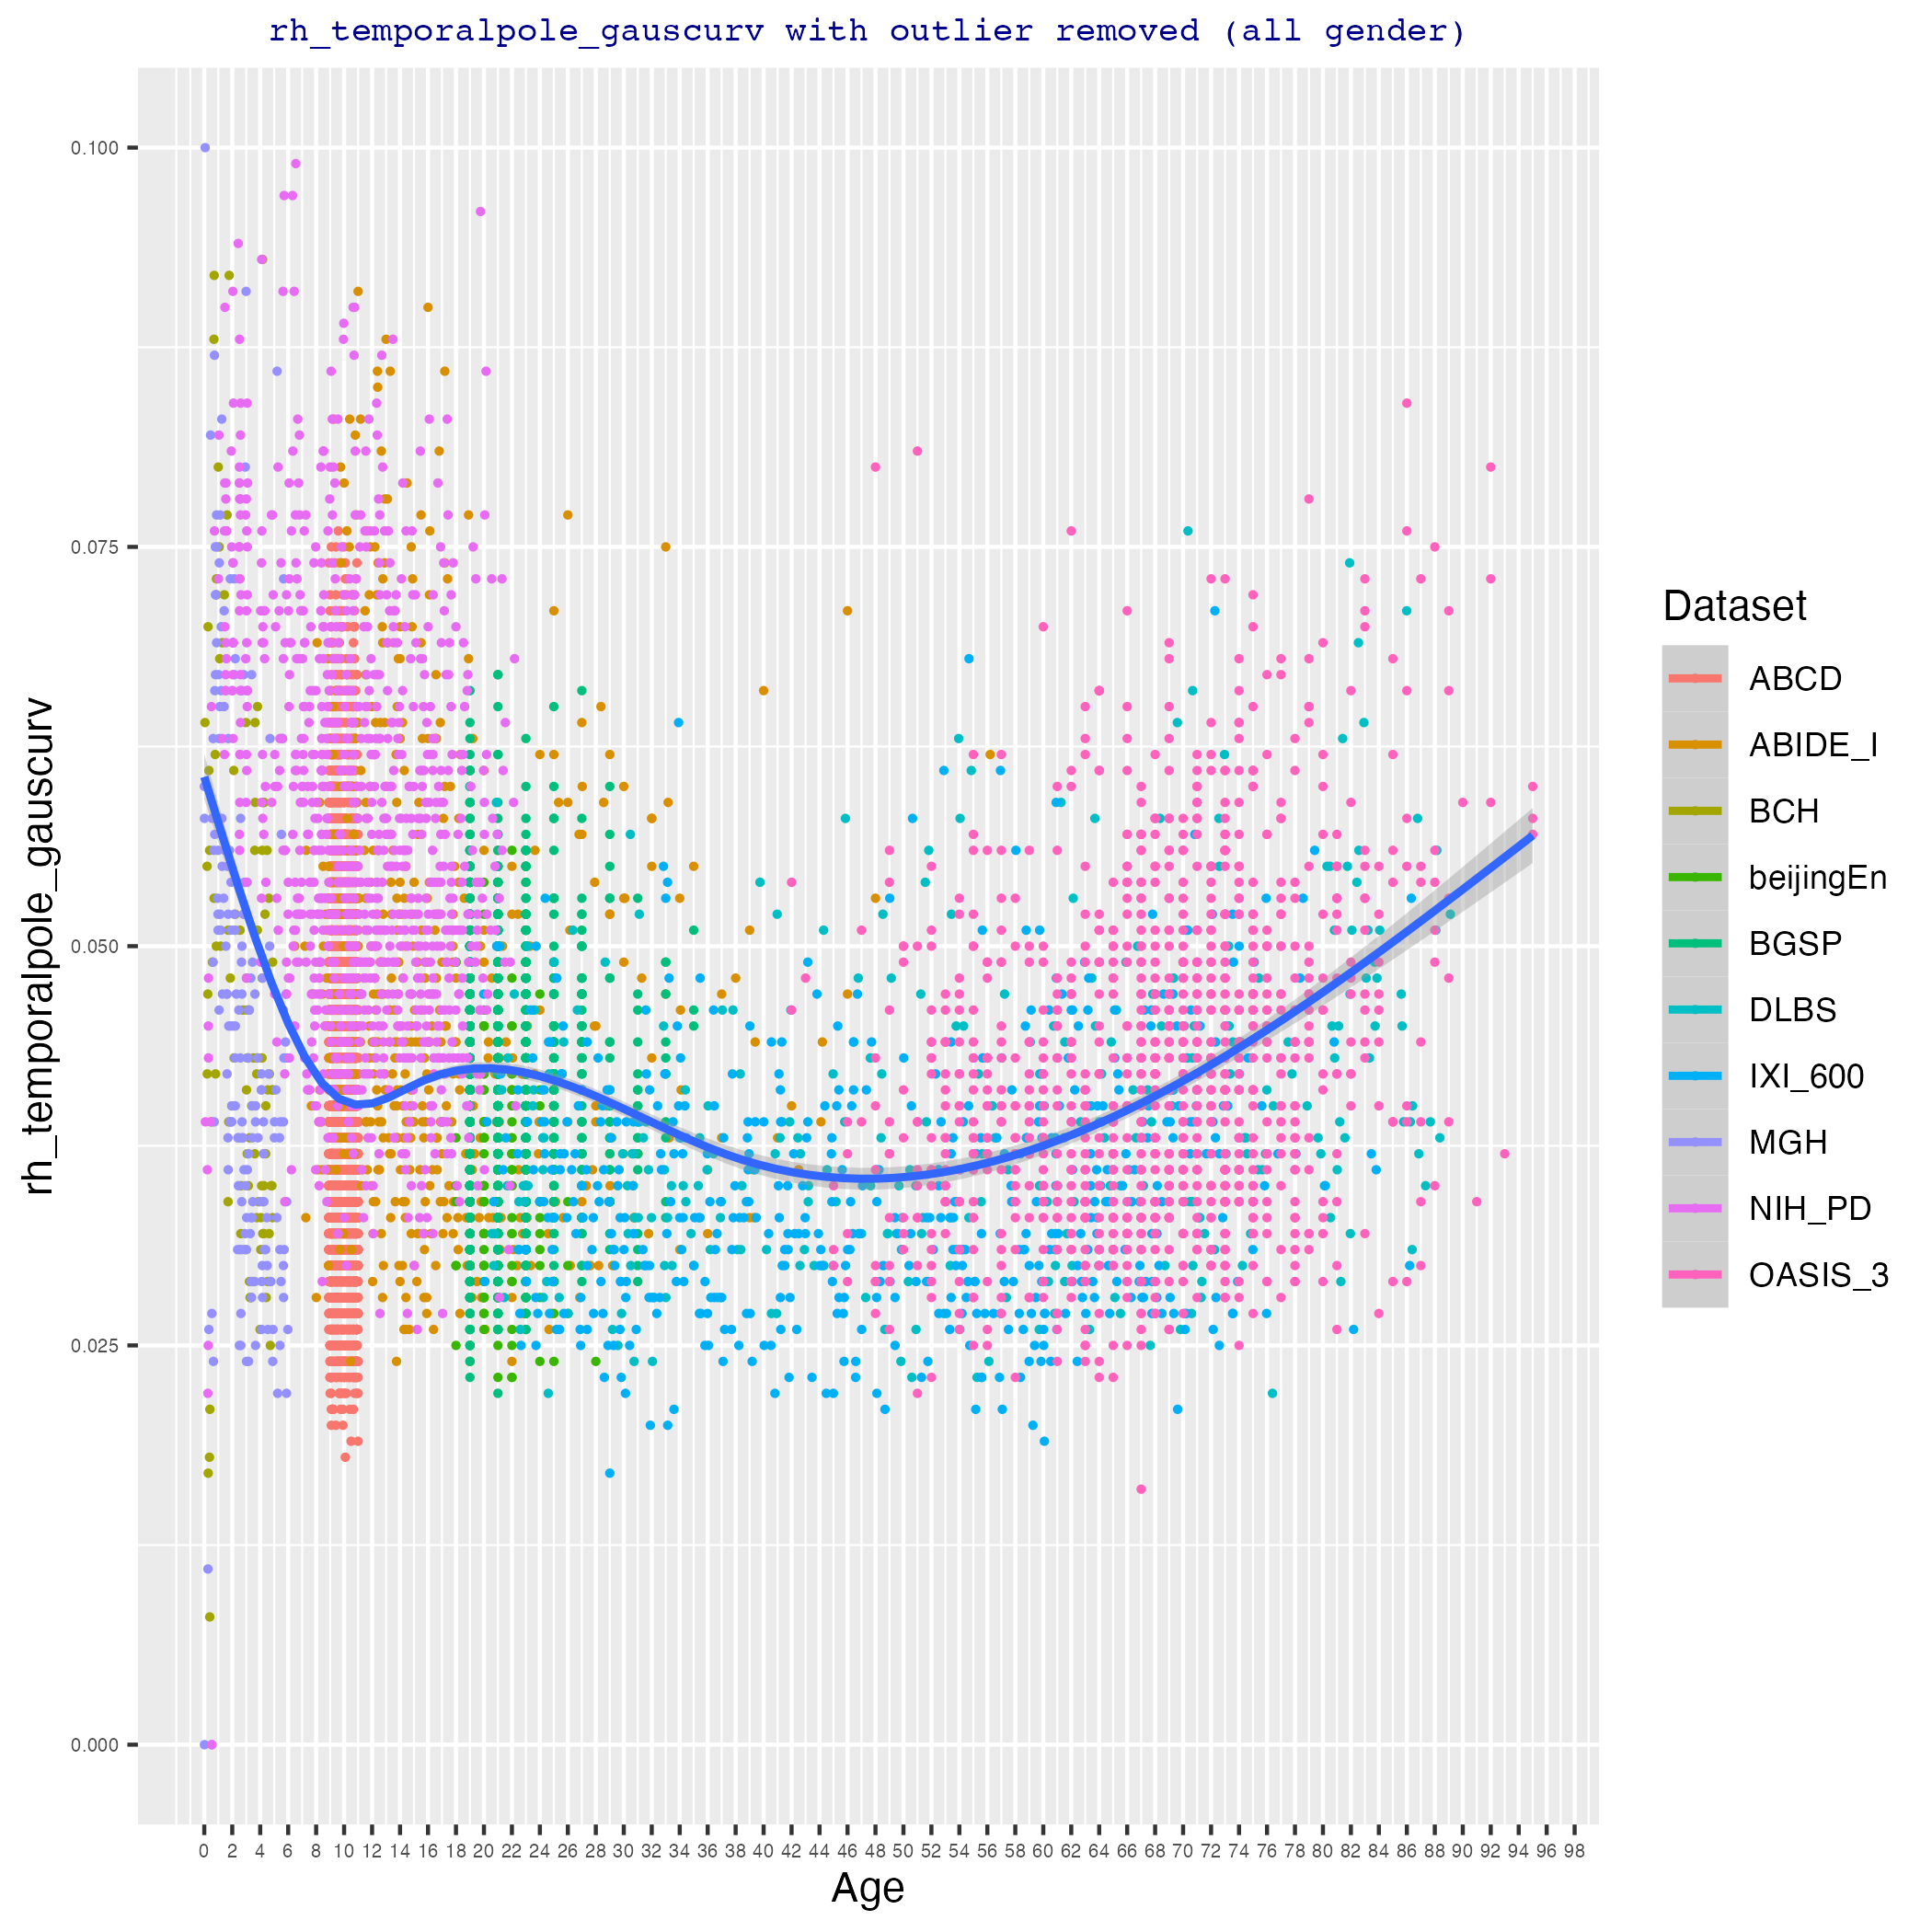 rh_temporalpole_gauscurv with outlier removed (all gender)
rh_temporalpole_gauscurv
0.100
0.075
0.050
0.025
0.000
0 2 4 6 8 10 12 14 16 18 20 22 24 26 28 30 32 34 36 38 40 42 44 46 48 50 52 54 56 58 60 62 64 66 68 70 72 74 76 78 80 82 84 86 88 90 92 94 96 98
Age
Dataset
ABCD
ABIDE_I
BCH
beijingEn
BGSP
DLBS
IXI_600
MGH
NIH_PD
OASIS_3